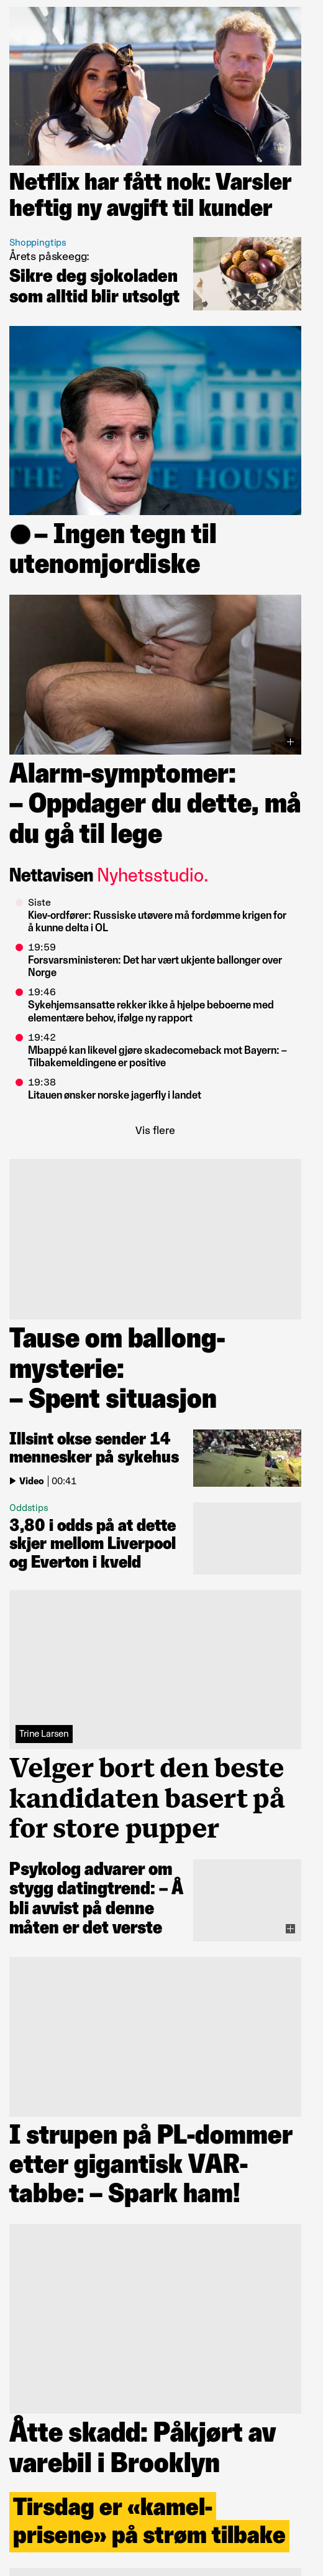 Netflix har fått nok: Varsler
heftig ny avgift til kunder
Shoppingtips
Årets påskeegg:
Sikre deg sjokoladen
som alltid blir utsolgt
THE WHITE HOUSE
– Ingen tegn til
utenomjordiske
Alarm-symptomer:
– Oppdager du dette, må
du gå til lege
Nettavisen Nyhetsstudio.
Siste
Kiev-ordfører: Russiske utøvere må fordømme krigen for
å kunne delta i OL
19:59
Forsvarsministeren: Det har vært ukjente ballonger over
Norge
19:46
Sykehjemsansatte rekker ikke å hjelpe beboerne med
elementære behov, ifølge ny rapport
19:42
Mbappé kan likevel gjøre skadecomeback mot Bayern: –
Tilbakemeldingene er positive
19:38
Litauen ønsker norske jagerfly i landet
Vis flere
Tause om ballong-
mysterie:
– Spent situasjon
Illsint okse sender 14
mennesker på sykehus
Video | 00:41
Oddstips
3,80 i odds på at dette
skjer mellom Liverpool
og Everton i kveld
Trine Larsen
Velger bort den beste
kandidaten basert på
for store pupper
Psykolog advarer om
stygg datingtrend: – Å
bli avvist på denne
måten er det verste
I strupen på PL-dommer
etter gigantisk VAR-
tabbe: – Spark ham!
Åtte skadd: Påkjørt av
varebil i Brooklyn
Tirsdag er «kamel-
prisene» på strøm tilbake